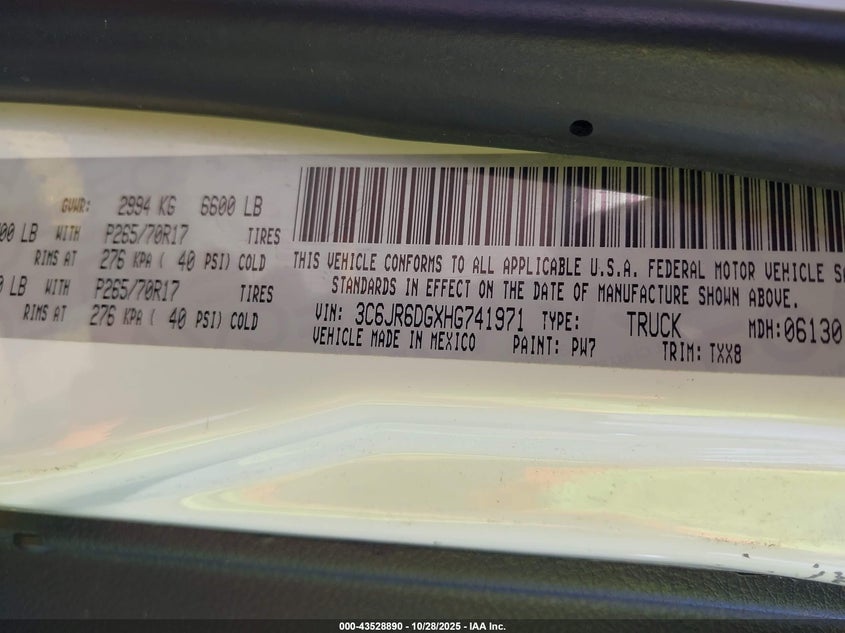 GVWR: 2994 KG 6600 LB
00 LB WITH P265/70R17 TIRES
RIMS AT 276 KPA ( 40 PSI) COLD
0 LB WITH P265/70R17 TIRES
RIMS AT 276 KPA ( 40 PSI) COLD
THIS VEHICLE CONFORMS TO ALL APPLICABLE U.S.A. FEDERAL MOTOR VEHICLE SA
STANDARDS IN EFFECT ON THE DATE OF MANUFACTURE SHOWN ABOVE.
VIN: 3C6JR6DGXHG741971 TYPE: TRUCK MDH:06130
VEHICLE MADE IN MEXICO PAINT: PW7 TRIM: TXX8
000-43528890 - 10/28/2025 - IAA Inc.